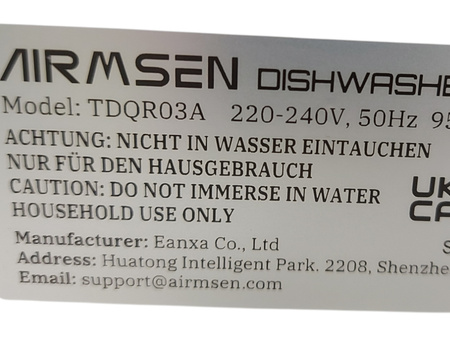 AIRMSEN DISHWASHE
Model: TDQR03A 220-240V, 50Hz 95
ACHTUNG: NICHT IN WASSER EINTAUCHEN
NUR FÜR DEN HAUSGEBRAUCH
CAUTION: DO NOT IMMERSE IN WATER
HOUSEHOLD USE ONLY
UK
CA
Manufacturer: Eanxa Co., Ltd
Address: Huatong Intelligent Park. 2208, Shenzhe
Email: support@airmsen.com